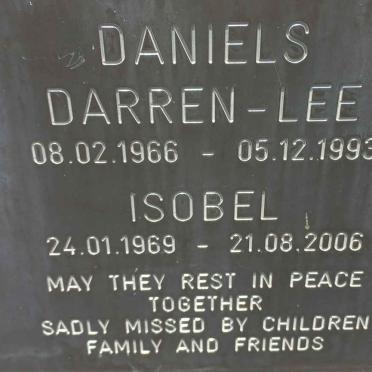 DANIELS
DARREN-LEE
08.02.1966 - 05.12.1993
ISOBEL
24.01.1969 - 21.08.2006
MAY THEY REST IN PEACE
TOGETHER
SADLY MISSED BY CHILDREN
FAMILY AND FRIENDS